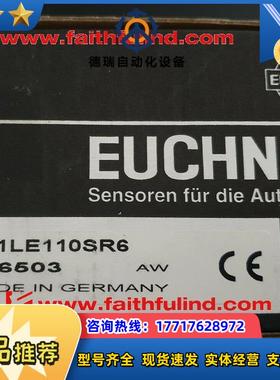 www.faithfulind.com
德瑞自动化设备
EUCHN
Sensoren für die Aut
1LE110SR6
6503 AW
DE IN GERMANY
CE
www.faithfulind.com
咨询热线：17717628972
品推荐
型号齐全 现货速发 实体经营